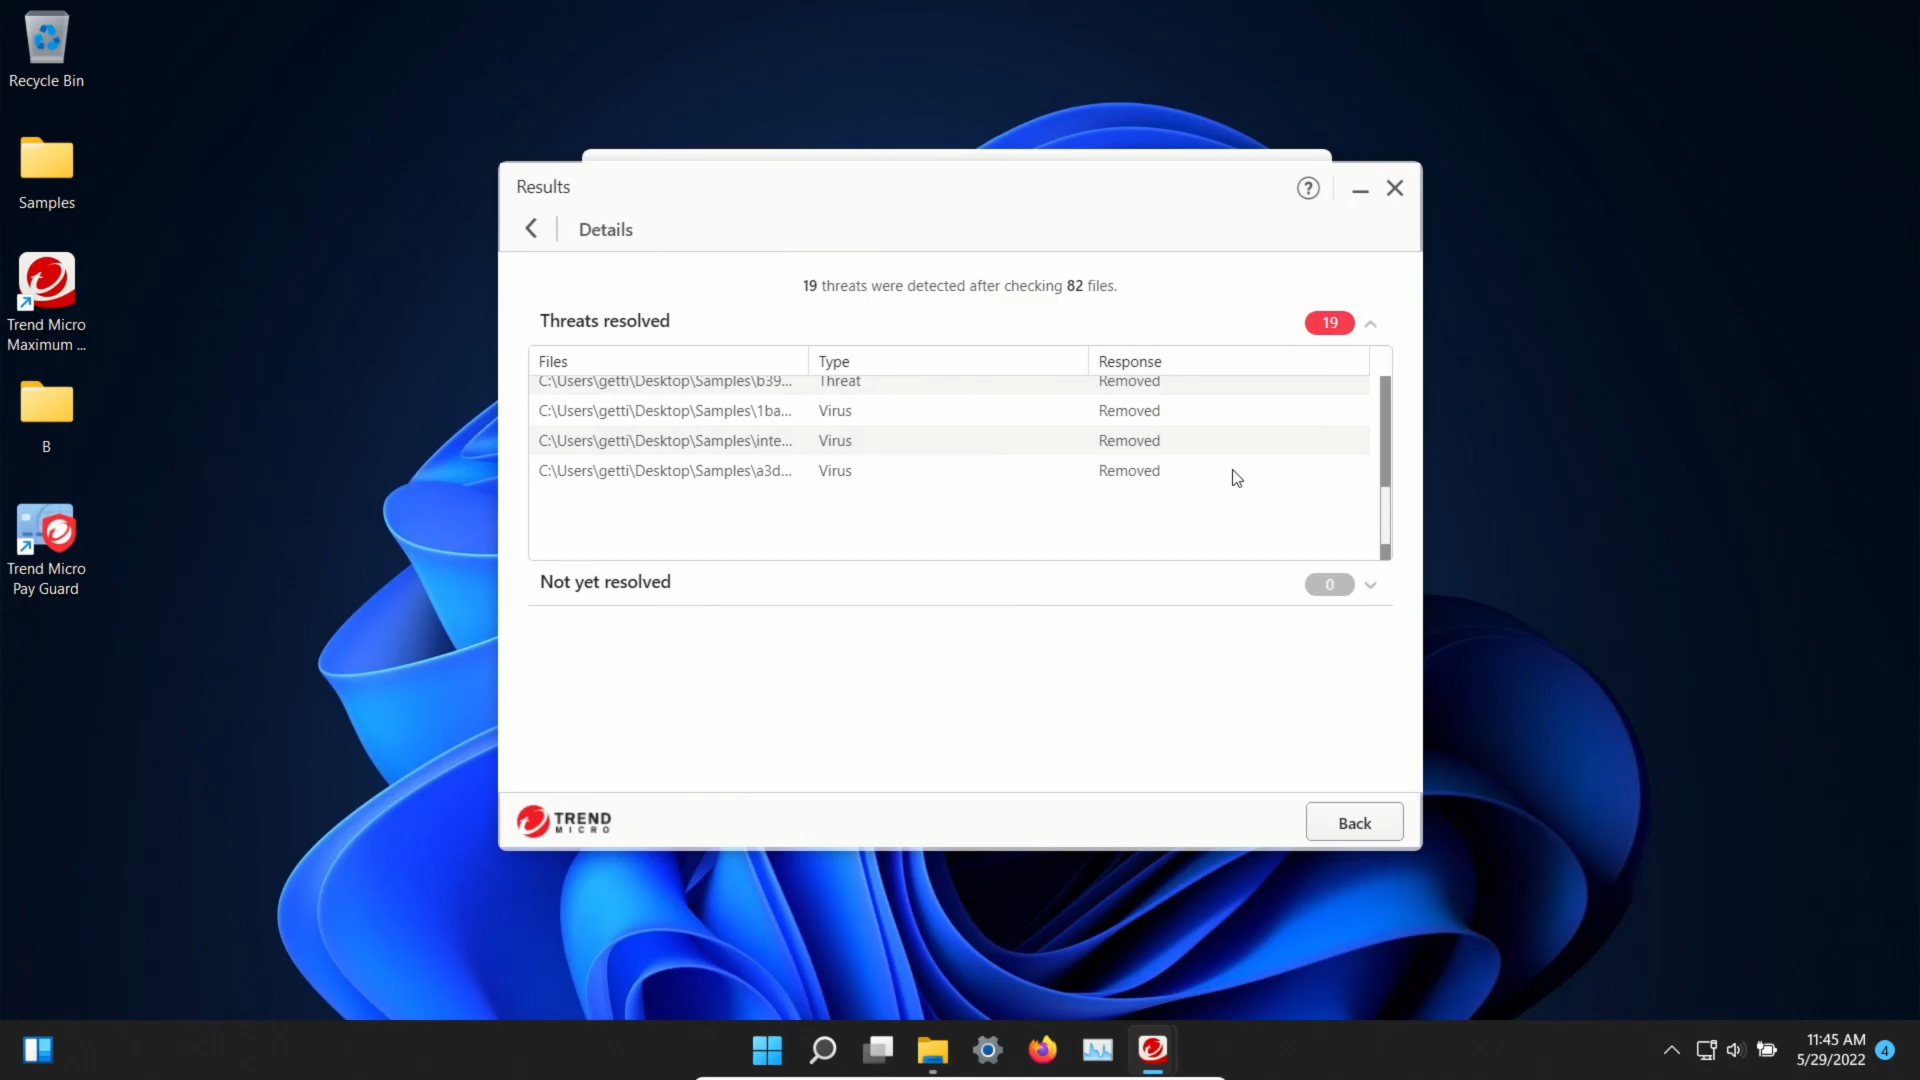 Recycle Bin
Samples
Trend Micro
Maximum ...
B
Trend Micro
Pay Guard
Results
?
Details
19 threats were detected after checking 82 files.
Threats resolved
19
Files Type Response
C:\Users\getti\Desktop\Samples\b39... Threat Removed
C:\Users\getti\Desktop\Samples\1ba... Virus Removed
C:\Users\getti\Desktop\Samples\inte... Virus Removed
C:\Users\getti\Desktop\Samples\a3d... Virus Removed
Not yet resolved
0
TREND
MICRO
Back
11:45 AM
5/29/2022
4